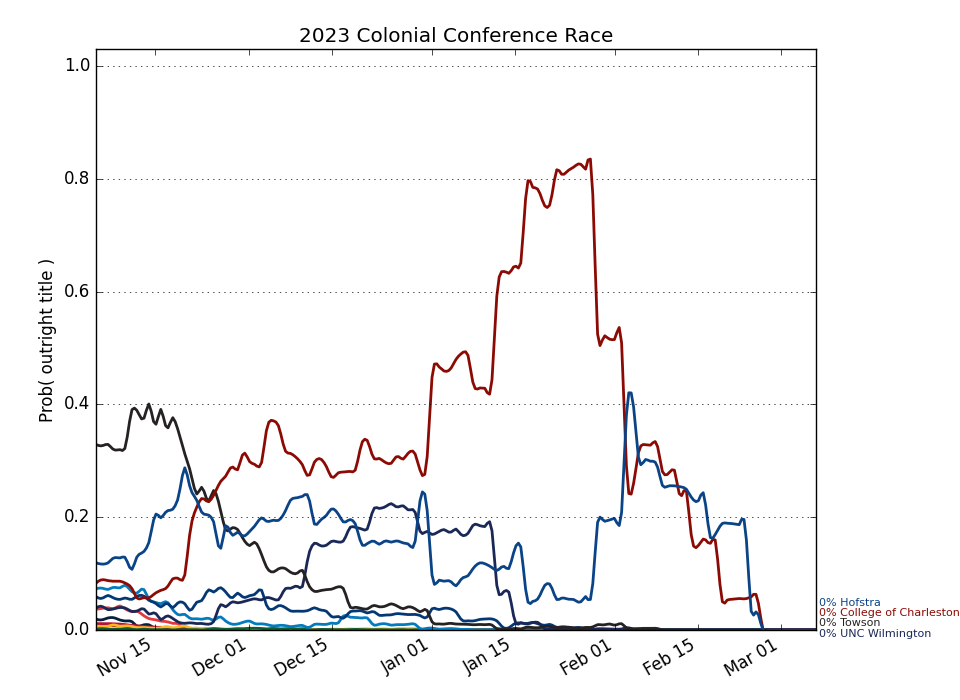 2023 Colonial Conference Race
1.0
0.8
0.6
0.4
0.2
0.0
Prob( outright title )
Nov 15
Dec 01
Dec 15
Jan 01
Jan 15
Feb 01
Feb 15
Mar 01
0% Hofstra
0% College of Charleston
0% Towson
0% UNC Wilmington